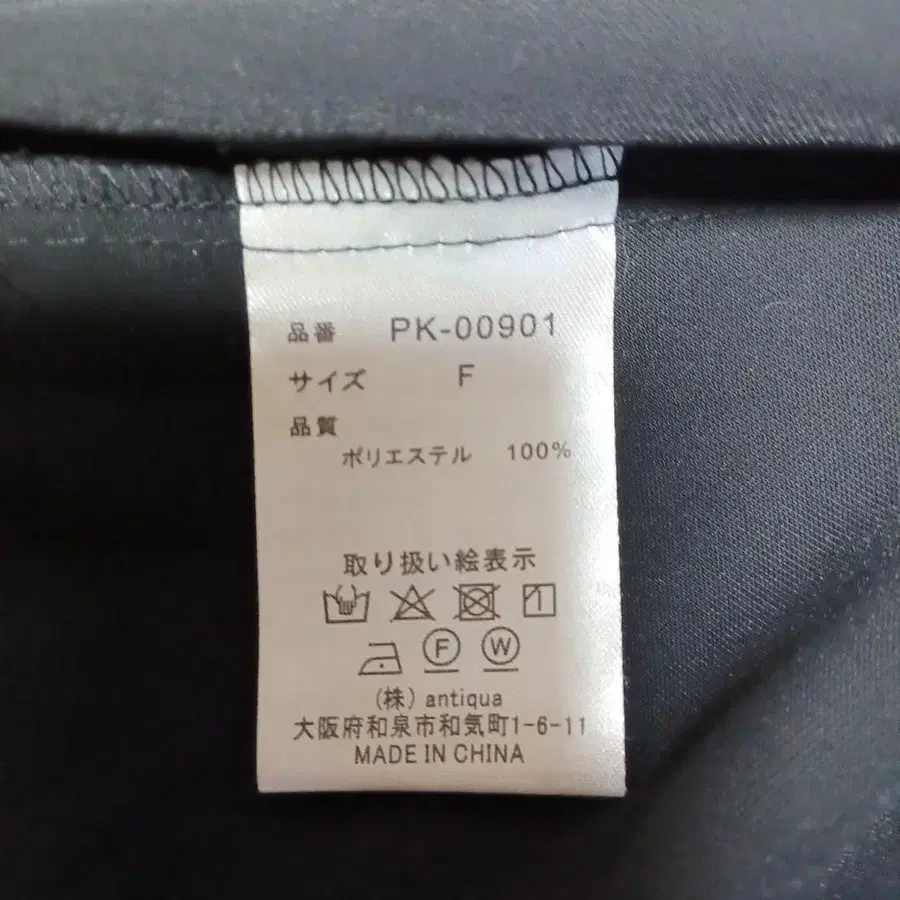 品番 PK-00901
サイズ F
品質
ポリエステル 100%
取り扱い絵表示
F W
(株) antiqua
大阪府和泉市和気町1-6-11
MADE IN CHINA